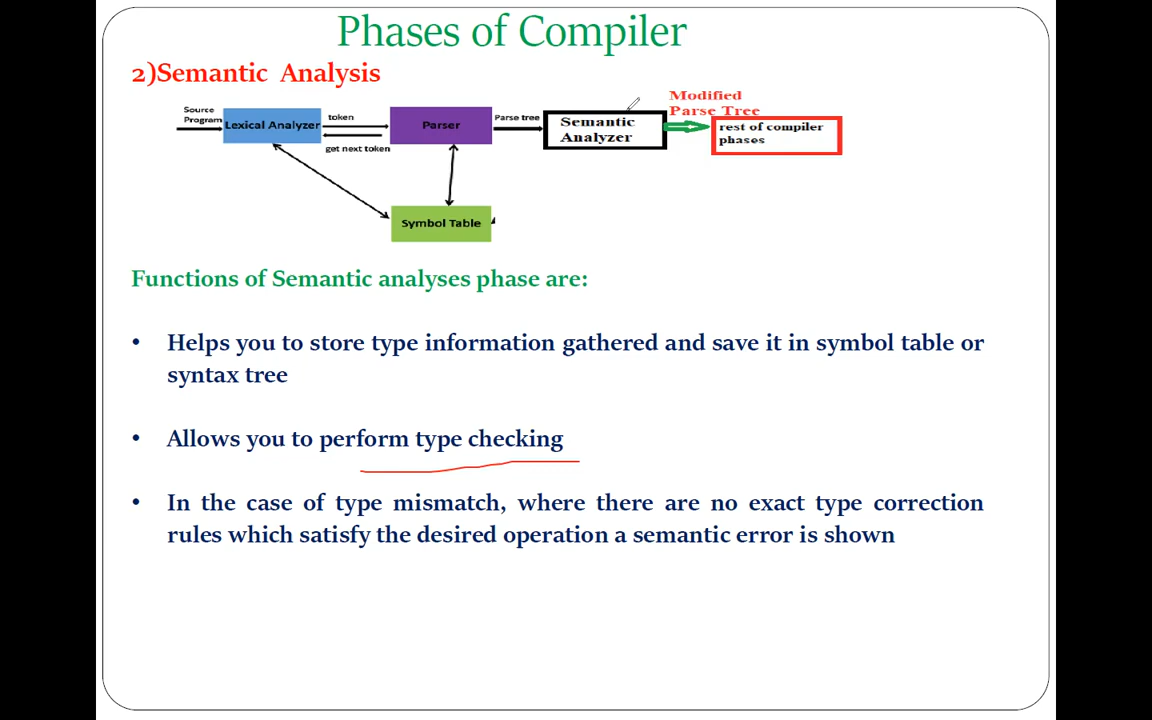 Phases of Compiler
2)Semantic Analysis
Source
Program
Lexical Analyzer
token
get next token
Parser
Parse tree
Semantic
Analyzer
Modified
Parse Tree
rest of compiler
phases
Symbol Table
Functions of Semantic analyses phase are:
• Helps you to store type information gathered and save it in symbol table or
syntax tree
• Allows you to perform type checking
• In the case of type mismatch, where there are no exact type correction
rules which satisfy the desired operation a semantic error is shown